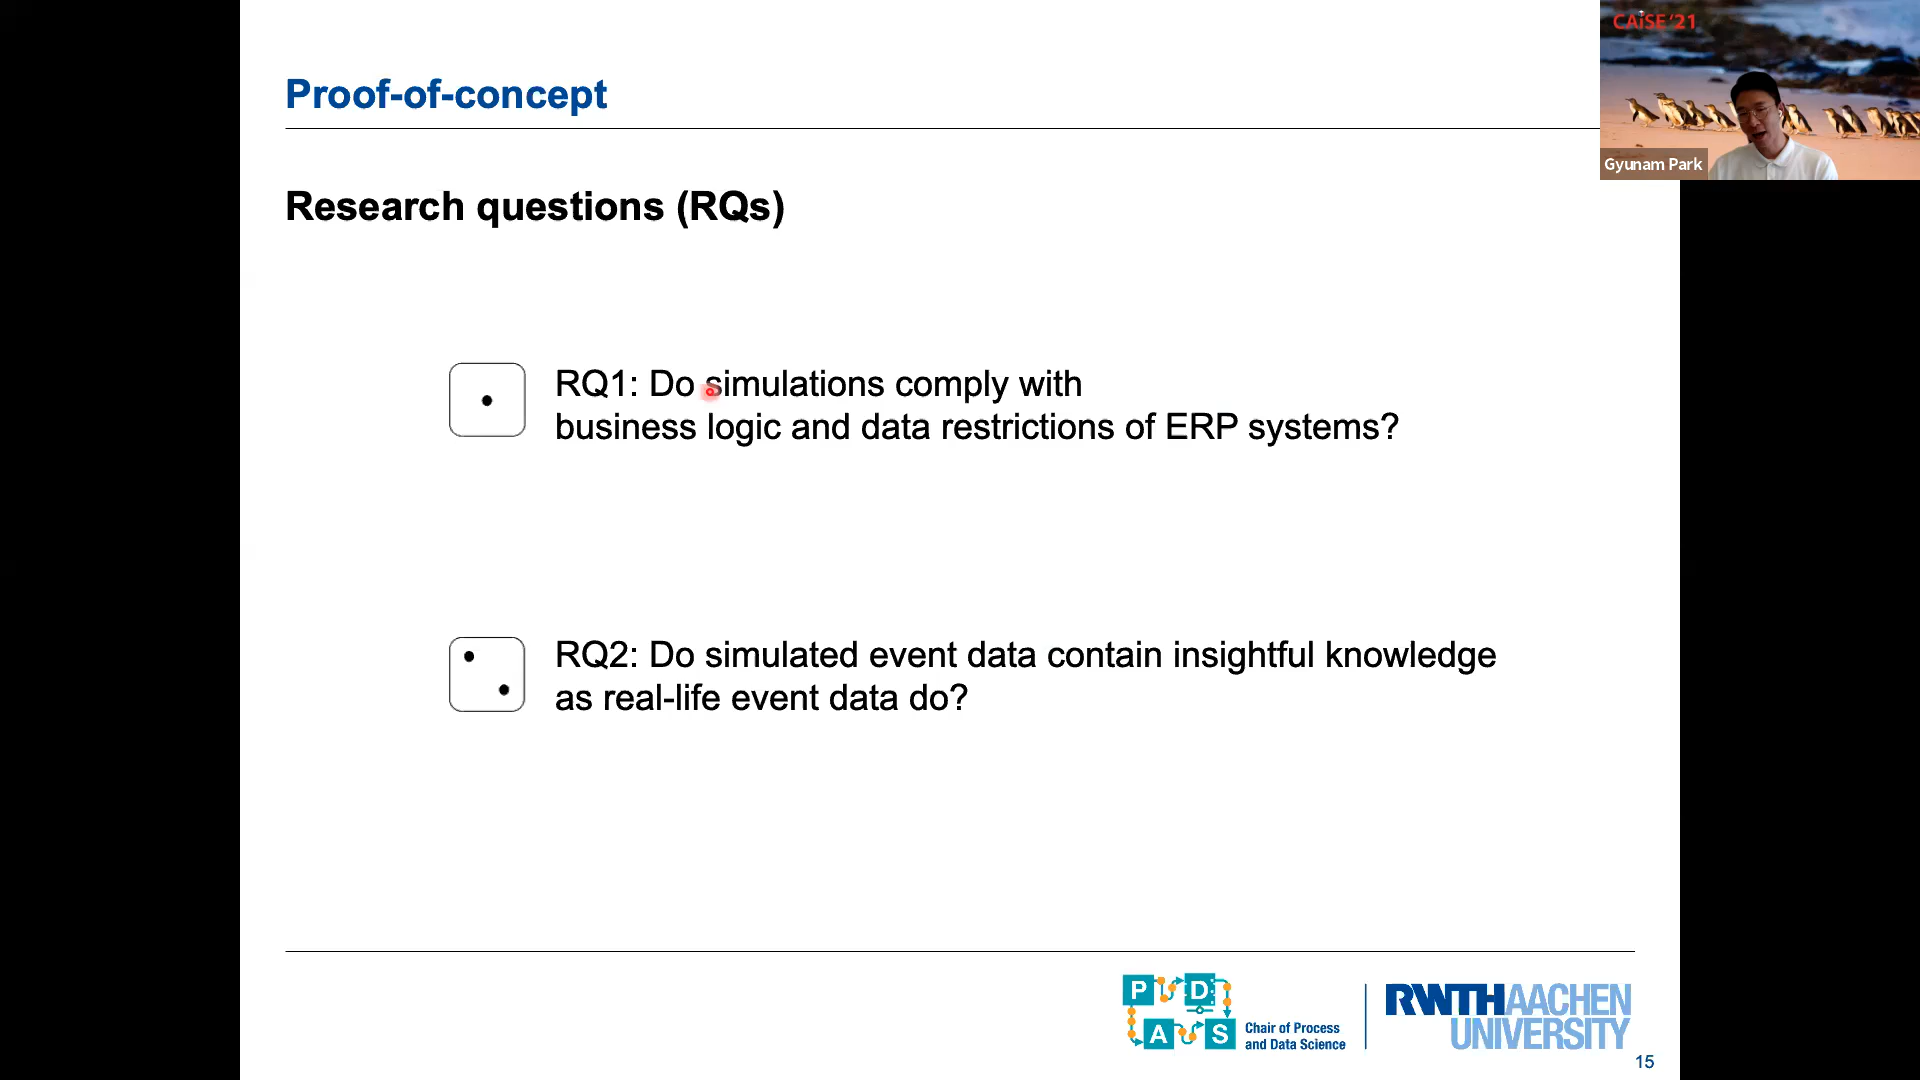 Proof-of-concept
CAiSE'21
Gyunam Park
Research questions (RQs)
RQ1: Do simulations comply with
business logic and data restrictions of ERP systems?
RQ2: Do simulated event data contain insightful knowledge
as real-life event data do?
P D
A S
Chair of Process
and Data Science
RWTHAACHEN
UNIVERSITY
15